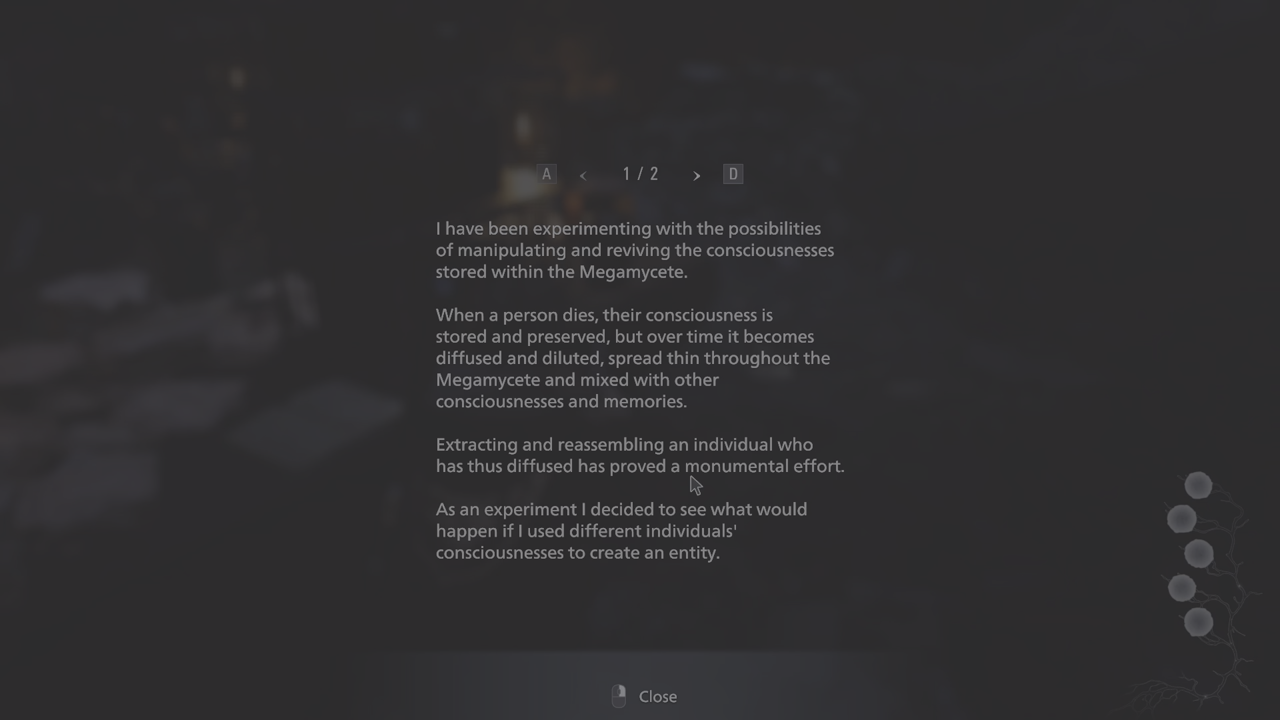 A < 1 / 2 > D
I have been experimenting with the possibilities
of manipulating and reviving the consciousnesses
stored within the Megamycete.
When a person dies, their consciousness is
stored and preserved, but over time it becomes
diffused and diluted, spread thin throughout the
Megamycete and mixed with other
consciousnesses and memories.
Extracting and reassembling an individual who
has thus diffused has proved a monumental effort.
As an experiment I decided to see what would
happen if I used different individuals'
consciousnesses to create an entity.
Close